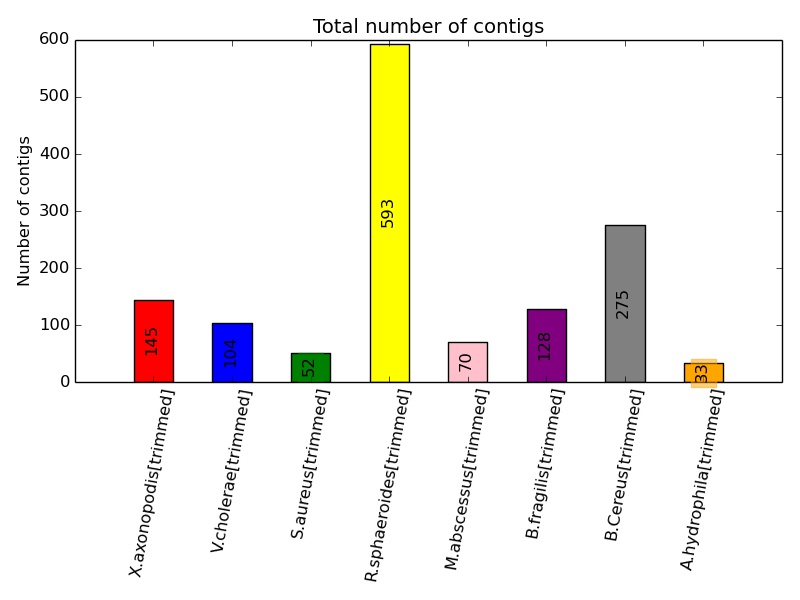 Total number of contigs
Number of contigs
600
500
400
300
200
100
0
145
104
52
593
70
128
275
33
X.axonopodis[trimmed]
V.cholerae[trimmed]
S.aureus[trimmed]
R.sphaeroides[trimmed]
M.abscessus[trimmed]
B.fragilis[trimmed]
B.Cereus[trimmed]
A.hydrophila[trimmed]